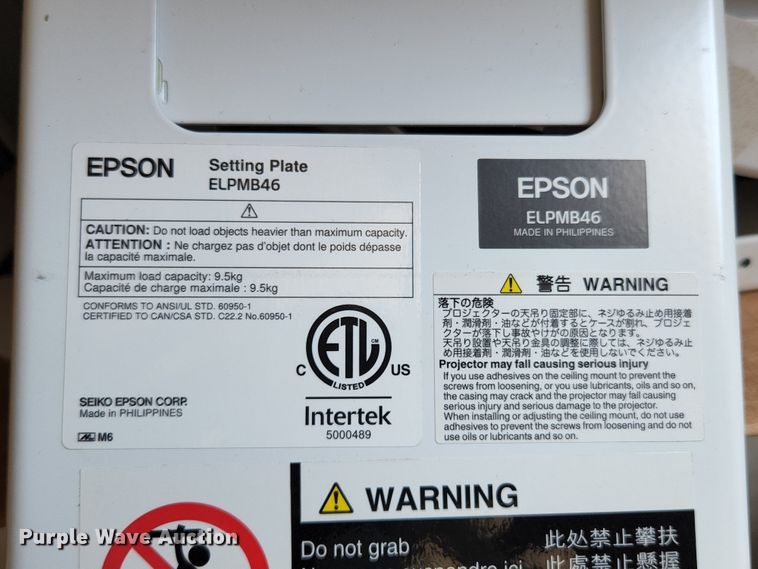 EPSON Setting Plate
ELPMB46
CAUTION: Do not load objects heavier than maximum capacity.
ATTENTION : Ne chargez pas d'objet dont le poids dépasse
la capacité maximale.
Maximum load capacity: 9.5kg
Capacité de charge maximale : 9.5kg
CONFORMS TO ANSI/UL STD. 60950-1
CERTIFIED TO CAN/CSA STD. C22.2 No.60950-1
ETL CM
C US
LISTED
Intertek
5000489
SEIKO EPSON CORP.
Made in PHILIPPINES
M6
EPSON
ELPMB46
MADE IN PHILIPPINES
警告 WARNING
落下の危険
プロジェクターの天吊り固定部に、ネジゆるみ止め用接着
剤・潤滑剤・油などが付着するとケースが割れ、プロジェ
クターが落下し事故やけがの原因となります。
天吊り設置や天吊り金具の調整に際しては、ネジゆるみ止
め用接着剤・潤滑剤・油などを使用しないでください。
Projector may fall causing serious injury
If you use adhesives on the ceiling mount to prevent the
screws from loosening, or you use lubricants, oils and so on,
the casing may crack and the projector may fall causing
serious injury and serious damage to the projector.
When installing or adjusting the ceiling mount, do not use
adhesives to prevent the screws from loosening and do not
use oils or lubricants and so on.
WARNING
Do not grab 此处禁止攀扶
此處禁止懸握
Purple Wave Auction